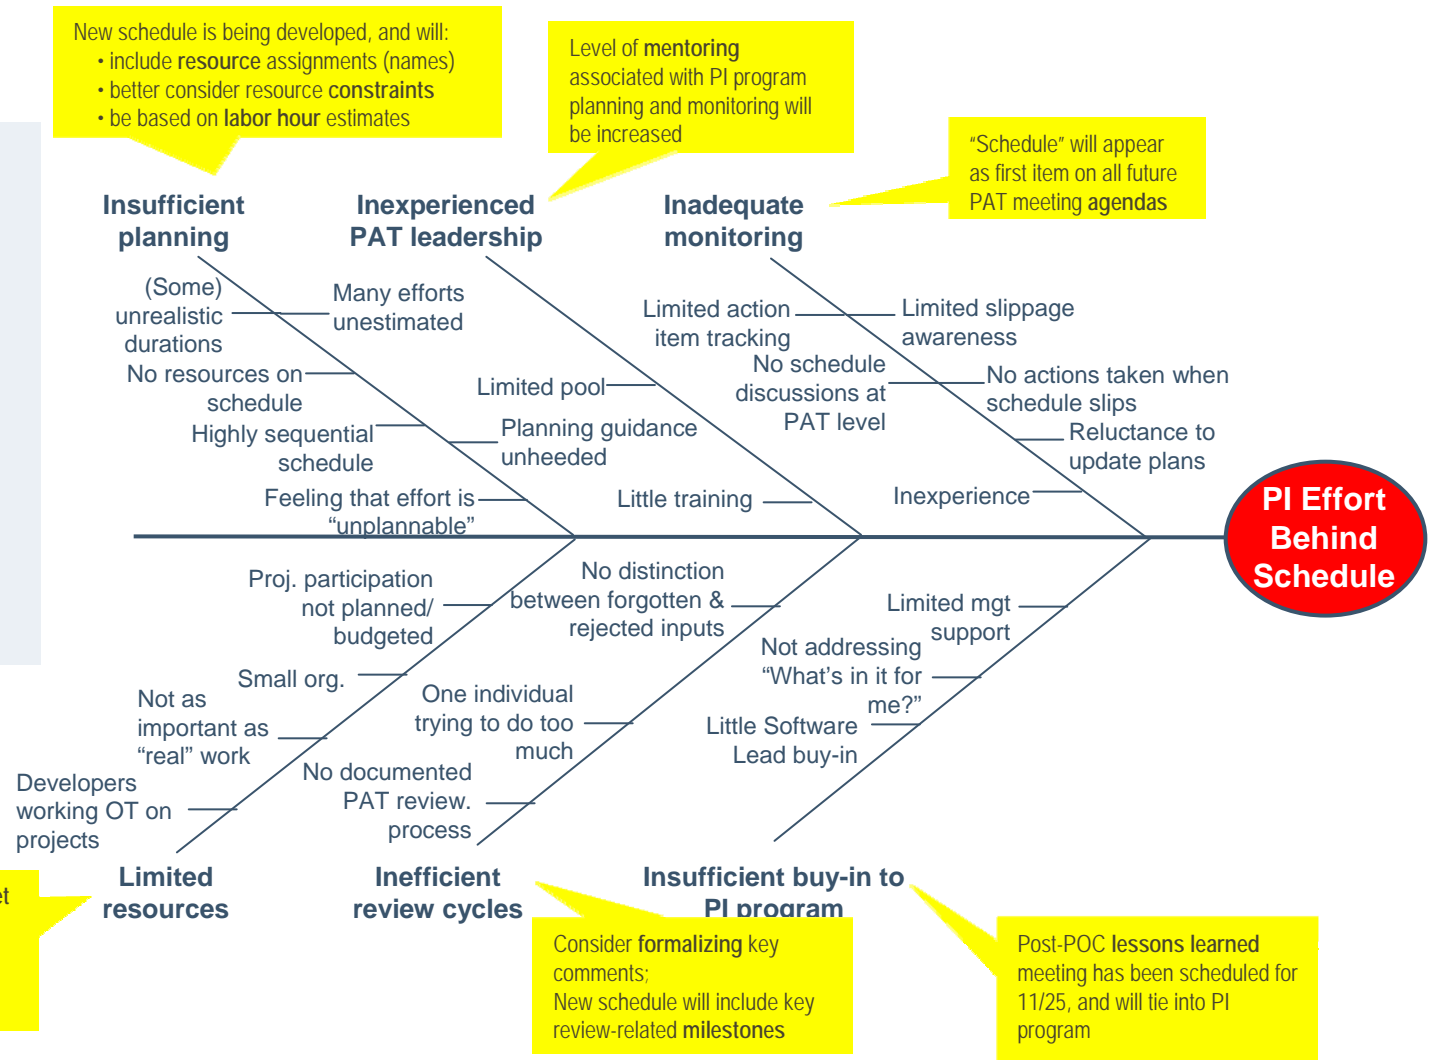 New schedule is being developed, and will:
• include resource assignments (names)
• better consider resource constraints
• be based on labor hour estimates
Level of mentoring
associated with PI program
planning and monitoring will
be increased
“Schedule” will appear
as first item on all future
PAT meeting agendas
Insufficient
planning
Inexperienced
PAT leadership
Inadequate
monitoring
(Some)
unrealistic
durations
Many efforts
unestimated
No resources on
schedule
Highly sequential
schedule
Planning guidance
unheeded
Feeling that effort is
“unplannable”
Limited pool
Little training
Limited action
item tracking
Limited slippage
awareness
No schedule
discussions at
PAT level
No actions taken when
schedule slips
Reluctance to
update plans
Inexperience
PI Effort
Behind
Schedule
Proj. participation
not planned/
budgeted
Small org.
Not as
important as
“real” work
Developers
working OT on
projects
No distinction
between forgotten &
rejected inputs
One individual
trying to do too
much
No documented
PAT review.
process
Limited mgt
support
Not addressing
“What’s in it for
me?”
Little Software
Lead buy-in
Limited
resources
Inefficient
review cycles
Insufficient buy-in to
PI program
Consider formalizing key
comments;
New schedule will include key
review-related milestones
Post-POC lessons learned
meeting has been scheduled for
11/25, and will tie into PI
program